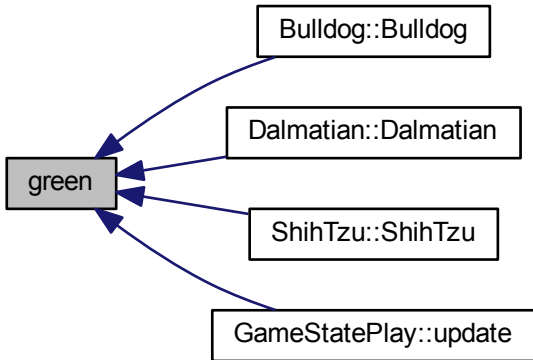 Bulldog::Bulldog
Dalmatian::Dalmatian
green
ShihTzu::ShihTzu
GameStatePlay::update